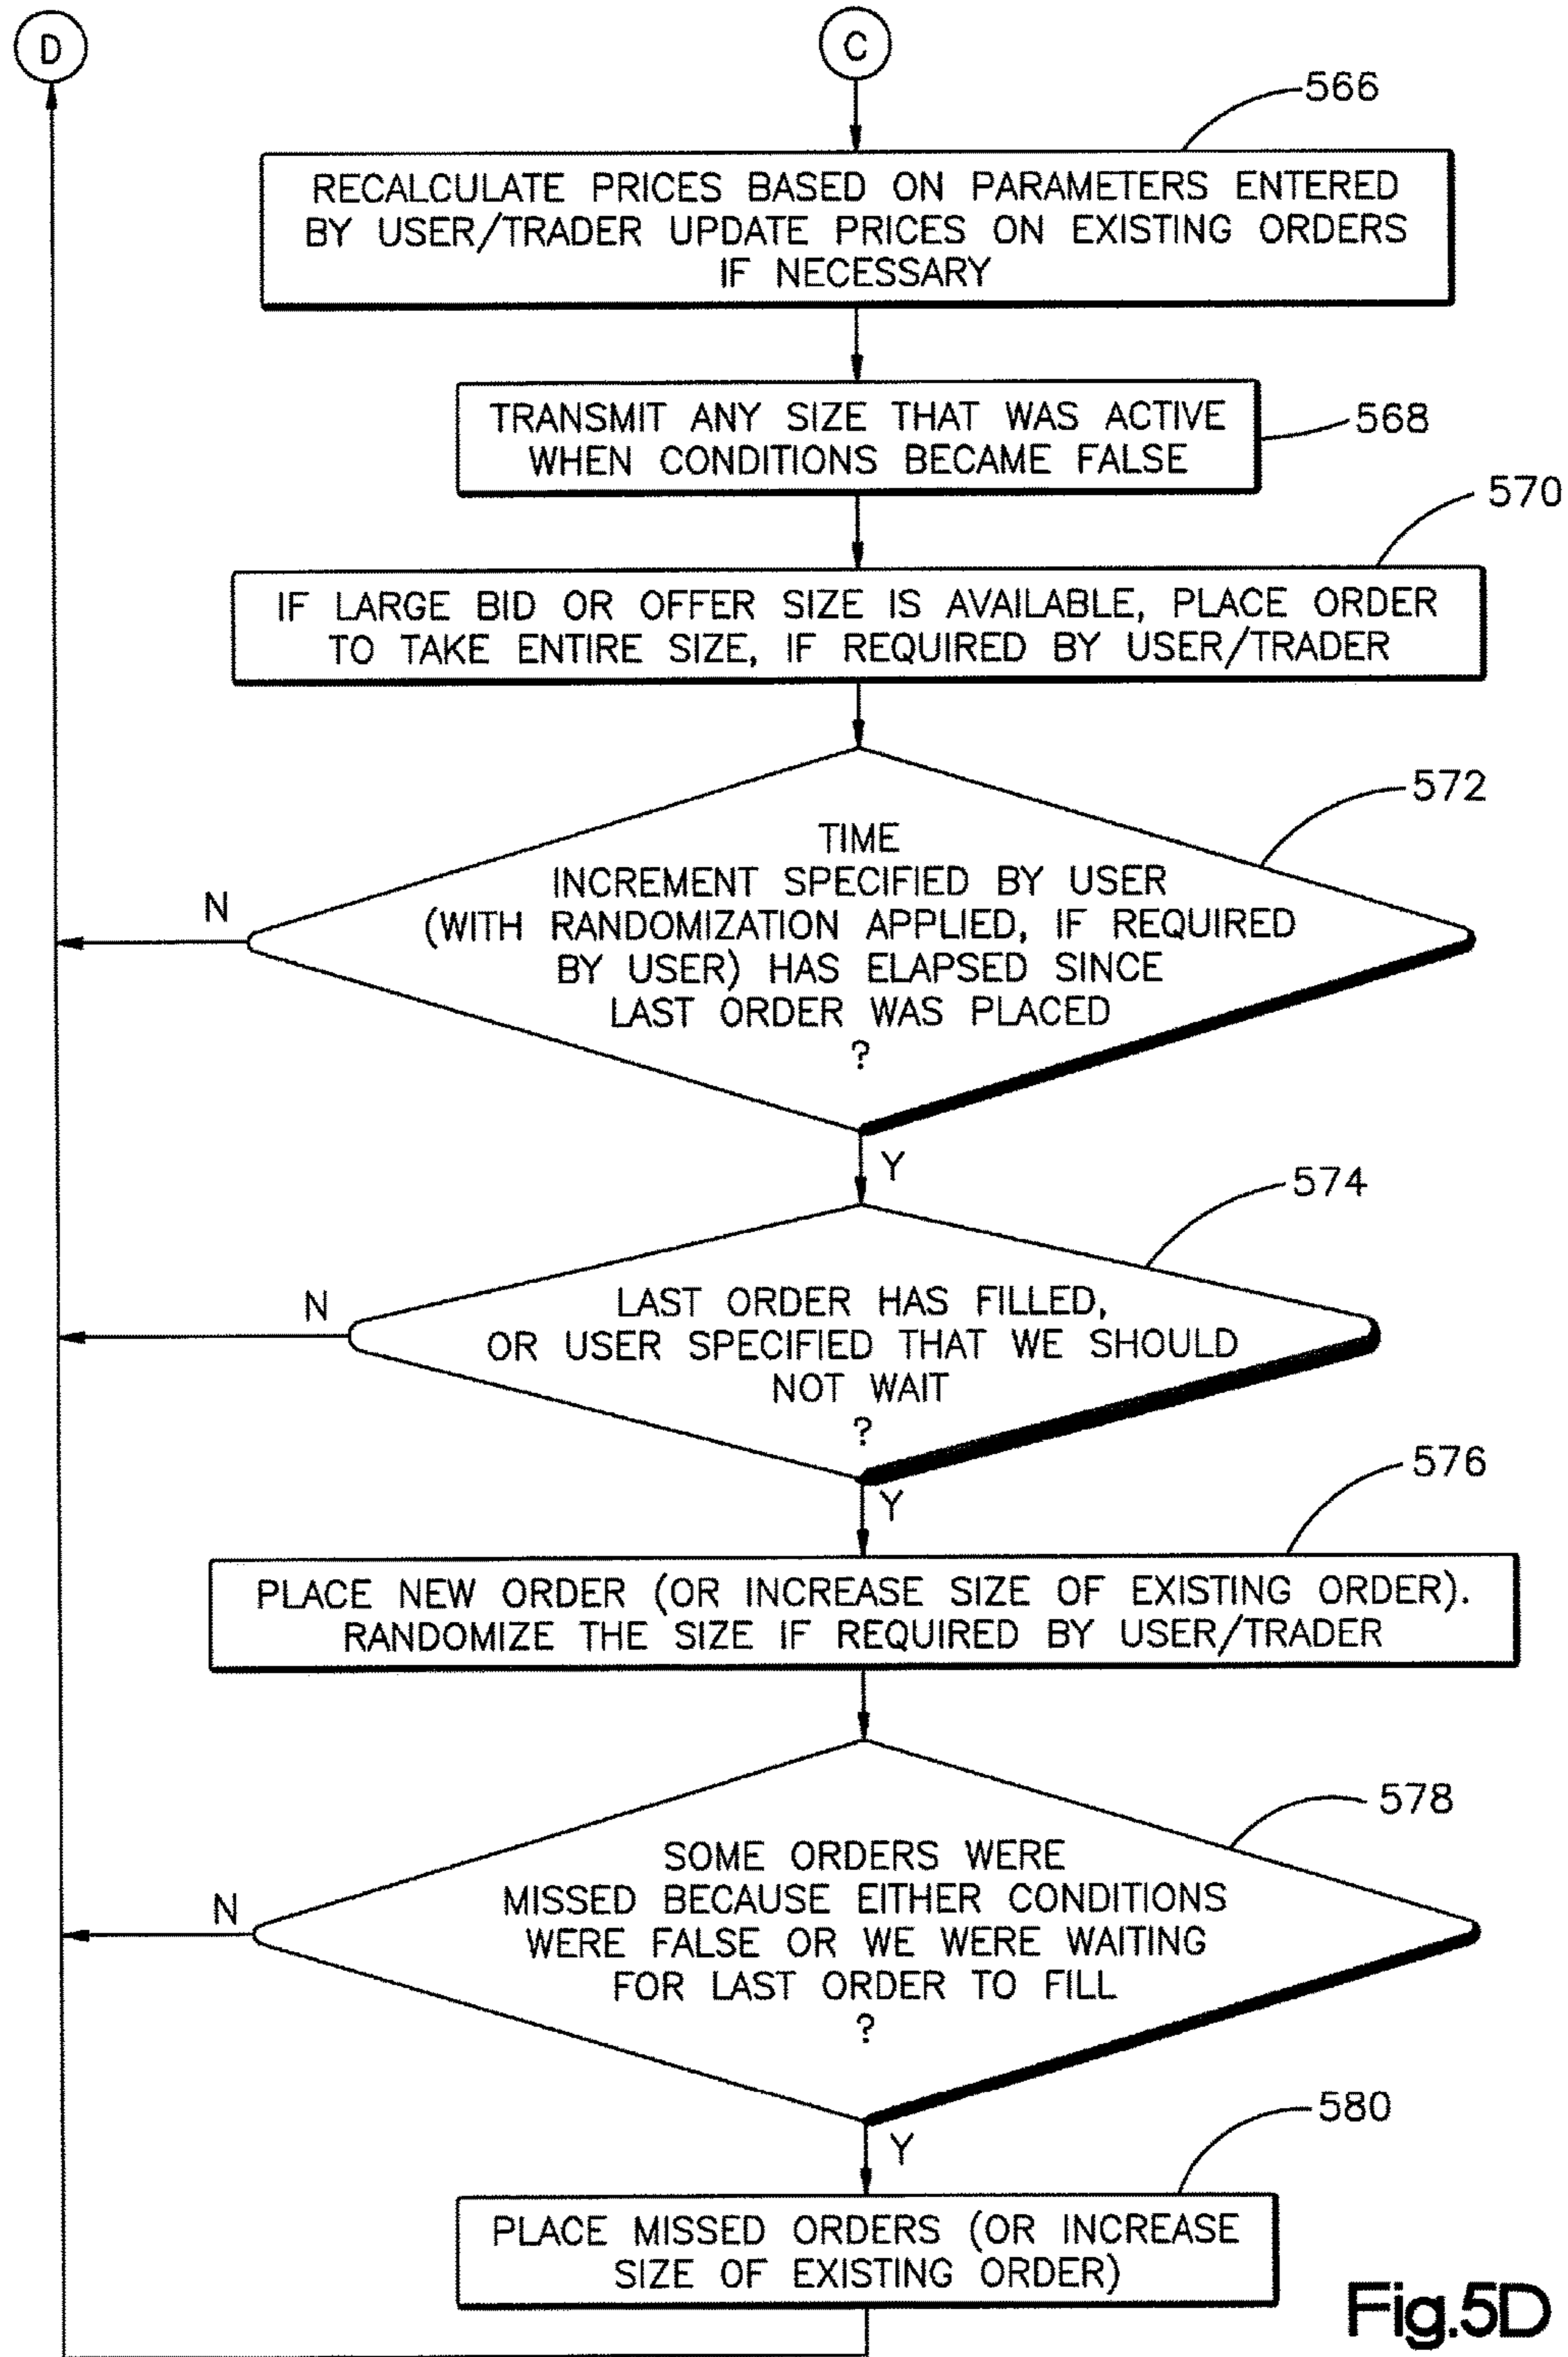 D
C
566
RECALCULATE PRICES BASED ON PARAMETERS ENTERED
BY USER/TRADER UPDATE PRICES ON EXISTING ORDERS
IF NECESSARY
568
TRANSMIT ANY SIZE THAT WAS ACTIVE
WHEN CONDITIONS BECAME FALSE
570
IF LARGE BID OR OFFER SIZE IS AVAILABLE, PLACE ORDER
TO TAKE ENTIRE SIZE, IF REQUIRED BY USER/TRADER
572
TIME
INCREMENT SPECIFIED BY USER
(WITH RANDOMIZATION APPLIED, IF REQUIRED
BY USER) HAS ELAPSED SINCE
LAST ORDER WAS PLACED
?
N
Y
574
LAST ORDER HAS FILLED,
OR USER SPECIFIED THAT WE SHOULD
NOT WAIT
?
N
Y
576
PLACE NEW ORDER (OR INCREASE SIZE OF EXISTING ORDER).
RANDOMIZE THE SIZE IF REQUIRED BY USER/TRADER
578
SOME ORDERS WERE
MISSED BECAUSE EITHER CONDITIONS
WERE FALSE OR WE WERE WAITING
FOR LAST ORDER TO FILL
?
N
Y
580
PLACE MISSED ORDERS (OR INCREASE
SIZE OF EXISTING ORDER)
Fig.5D